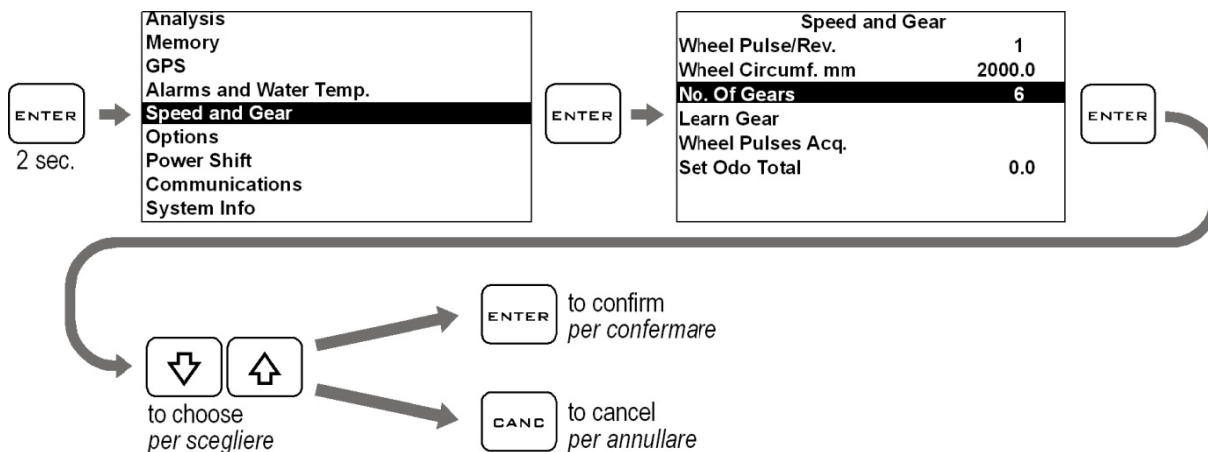 ENTER
2 sec.
Analysis
Memory
GPS
Alarms and Water Temp.
Speed and Gear
Options
Power Shift
Communications
System Info
ENTER
Speed and Gear
Wheel Pulse/Rev. 1
Wheel Circumf. mm 2000.0
No. Of Gears 6
Learn Gear
Wheel Pulses Acq.
Set Odo Total 0.0
ENTER
to choose
per scegliere
ENTER
to confirm
per confermare
CANC
to cancel
per annullare